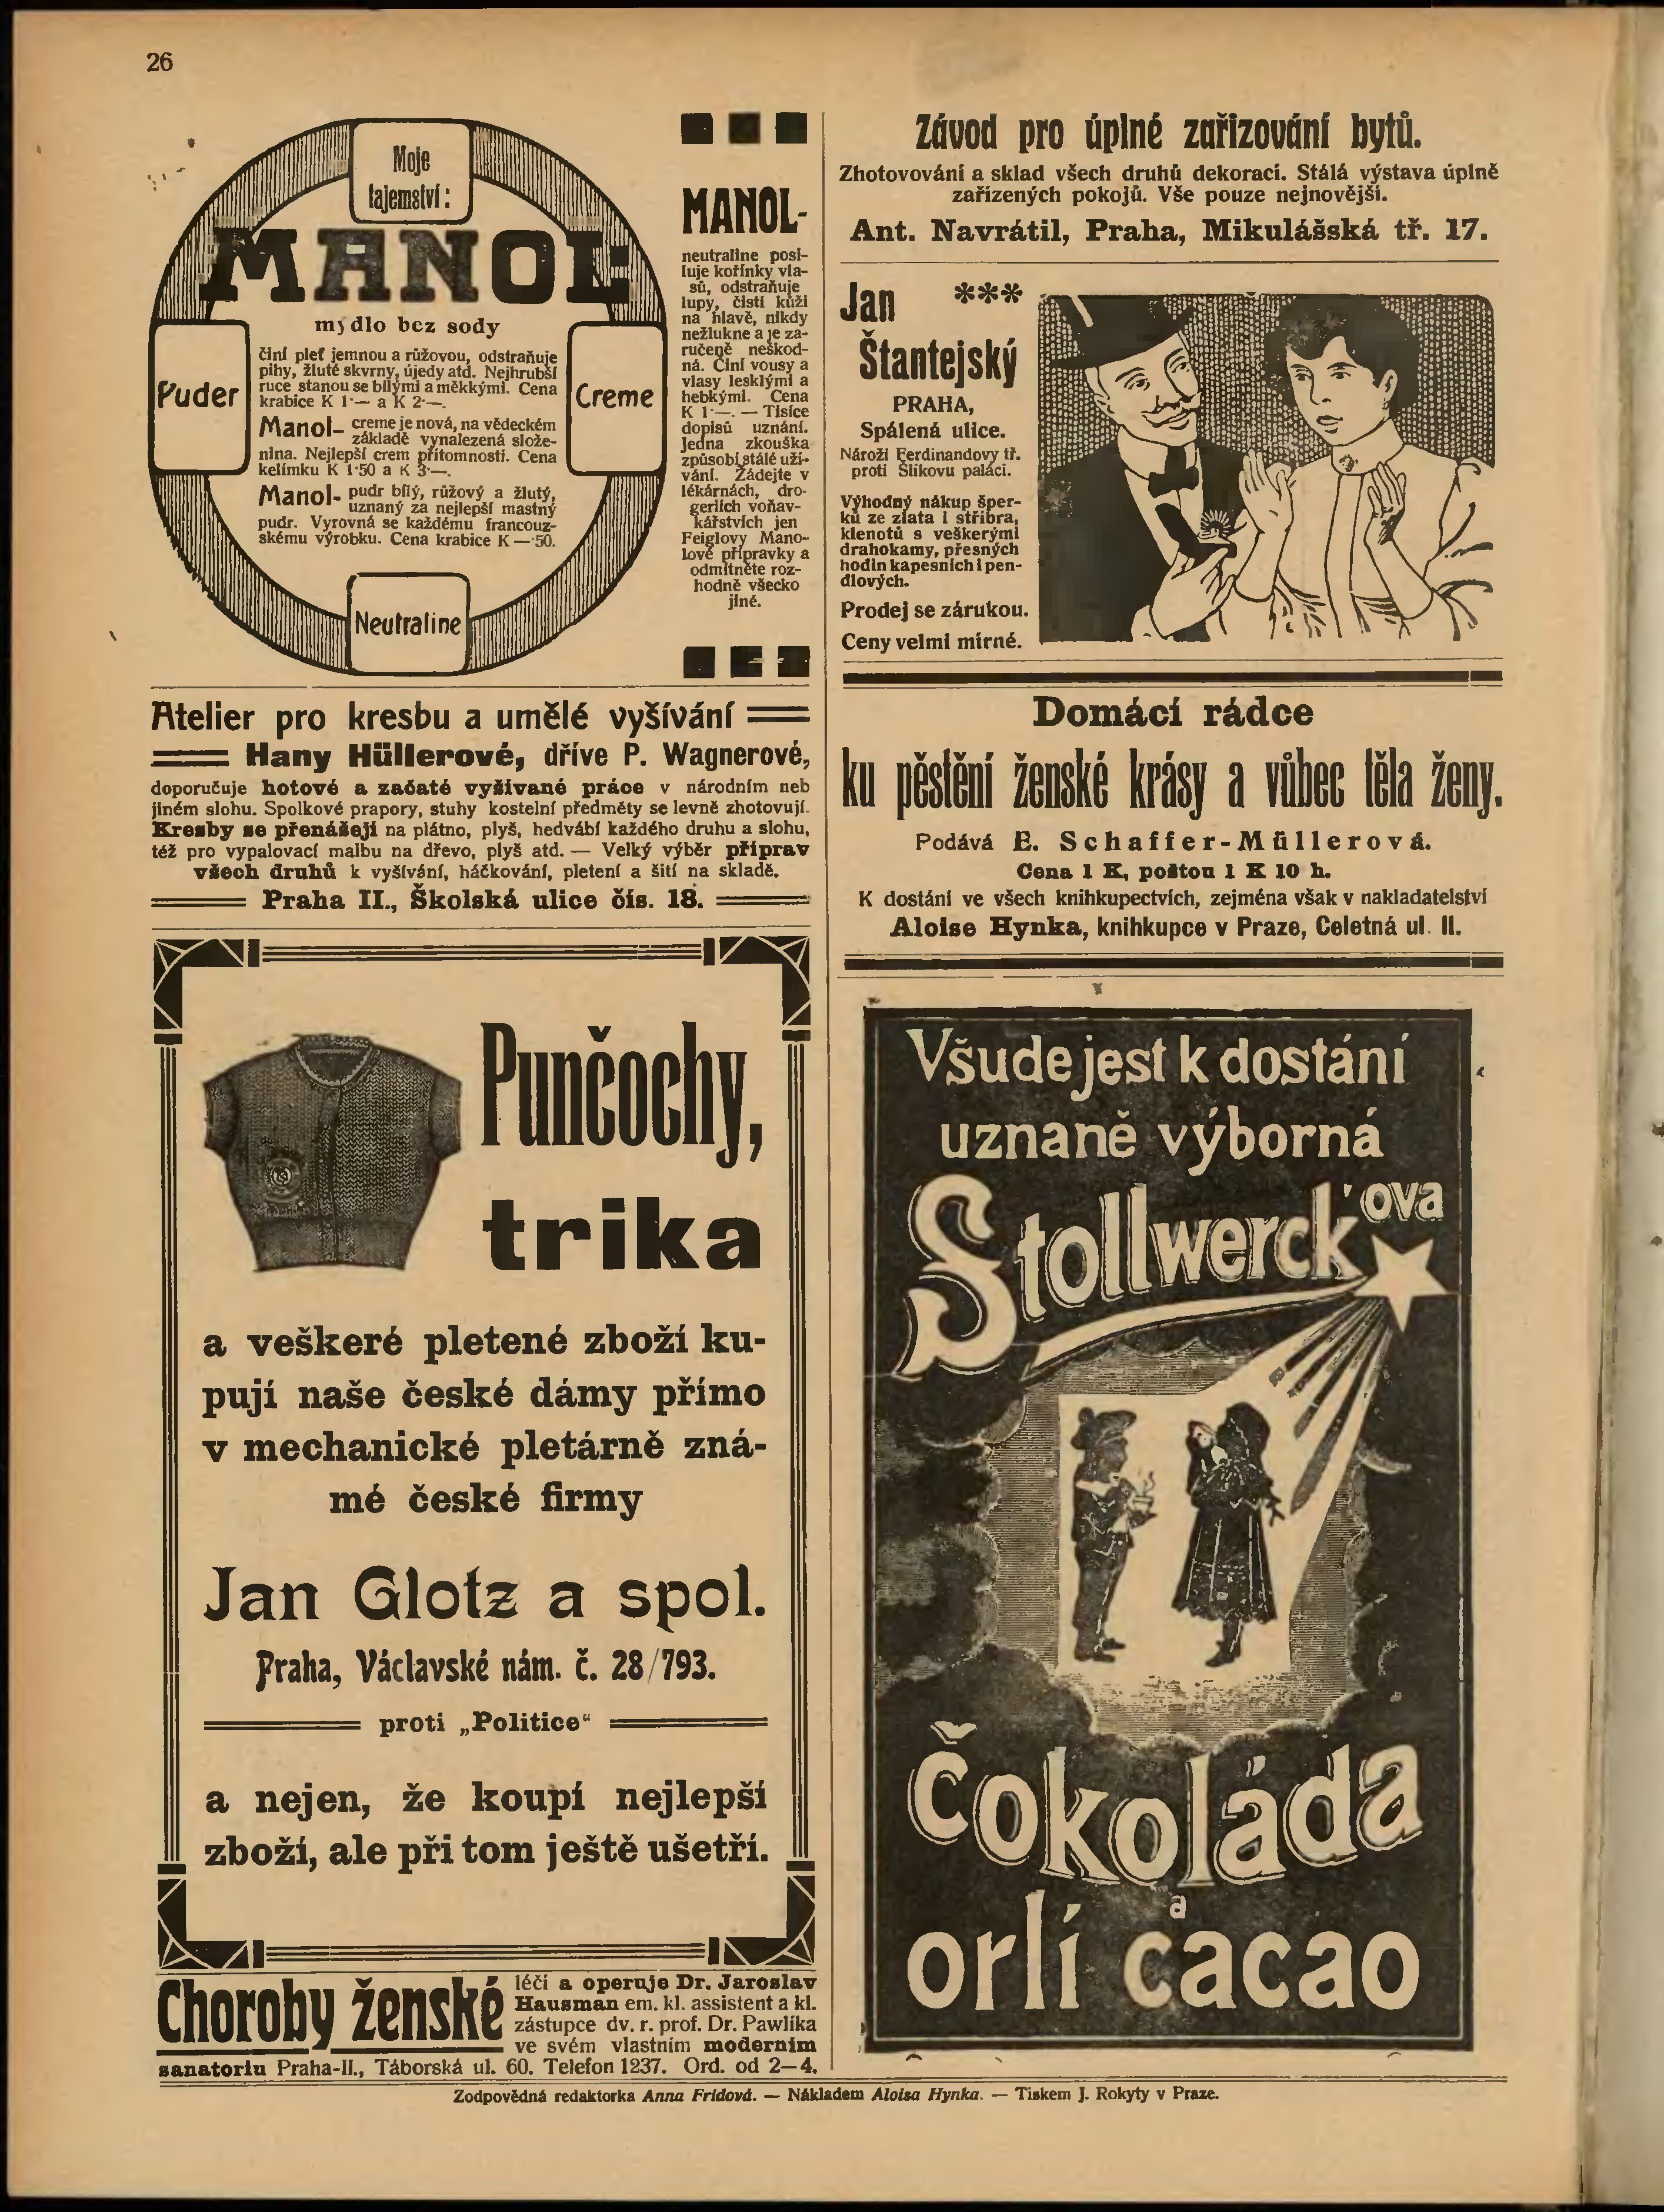 26
Moje
tajemství:
MANOL
mydlo bez sody
činí pleť jemnou a růžovou, odstraňuje
pihy, žluté skvrny, újedy atd. Nejhrubší
ruce stanou se bílými a měkkými. Cena
krabice K 1·— a K 2·—.
Manol- creme je nová, na vědeckém
základě vynalezená slože-
nina. Nejlepší crem přítomnosti. Cena
kelímku K 1·50 a K 3·—.
Manol- pudr bílý, růžový a žlutý,
uznaný za nejlepší mastný
pudr. Vyrovná se každému francouz-
skému výrobku. Cena krabice K —·50.
Puder
Creme
Neutraline
MANOL-
neutraline posi-
luje kořínky vla-
sů, odstraňuje
lupy, čistí kůži
na hlavě, nikdy
nežlukne a je za-
ručeně neškod-
ná. Činí vousy a
vlasy lesklými a
hebkými. Cena
K 1·—. — Tisíce
dopisů uznání.
Jedna zkouška
způsobí stálé uží-
vání. Žádejte v
lékárnách, dro-
geriích voňav-
kářstvích jen
Feiglovy Mano-
lové přípravky a
odmítněte roz-
hodně všecko
jiné.
Atelier pro kresbu a umělé vyšívání
Hany Hüllerové, dříve P. Wagnerové,
doporučuje hotové a začaté vyšívané práce v národním neb
jiném slohu. Spolkové prapory, stuhy kostelní předměty se levně zhotovují.
Kresby se přenášejí na plátno, plyš, hedvábí každého druhu a slohu,
též pro vypalovací malbu na dřevo, plyš atd. — Velký výběr příprav
všech druhů k vyšívání, háčkování, pletení a šití na skladě.
Praha II., Školská ulice čís. 18.
Punčochy,
trika
a veškeré pletené zboží ku-
pují naše české dámy přímo
v mechanické pletárně zná-
mé české firmy
Jan Glotz a spol.
Praha, Václavské nám. č. 28/793.
proti „Politice“
a nejen, že koupí nejlepší
zboží, ale při tom ještě ušetří.
Choroby ženské léčí a operuje Dr. Jaroslav
Hausman em. kl. assistent a kl.
zástupce dv. r. prof. Dr. Pawlíka
ve svém vlastním moderním
sanatoriu Praha-II., Táborská ul. 60. Telefon 1237. Ord. od 2—4.
Závod pro úplné zařizování bytů.
Zhotovování a sklad všech druhů dekorací. Stálá výstava úplně
zařízených pokojů. Vše pouze nejnovější.
Ant. Navrátil, Praha, Mikulášská tř. 17.
Jan ***
Štantejský
PRAHA,
Spálená ulice.
Nároží Ferdinandovy tř.
proti Šlikovu paláci.
Výhodný nákup šper-
ků ze zlata i stříbra,
klenotů s veškerými
drahokamy, přesných
hodin kapesních i pen-
dlových.
Prodej se zárukou.
Ceny velmi mírné.
Domácí rádce
ku pěstění ženské krásy a vůbec těla ženy.
Podává E. Schaffer-Müllerová.
Cena 1 K, poštou 1 K 10 h.
K dostání ve všech knihkupectvích, zejména však v nakladatelství
Aloise Hynka, knihkupce v Praze, Celetná ul. 11.
Všude jest k dostání
uznaně výborná
Stollwerck'ova
Čokoláda
a
orlí cacao
Zodpovědná redaktorka Anna Frídová. — Nákladem Aloisa Hynka. — Tiskem J. Rokyty v Praze.